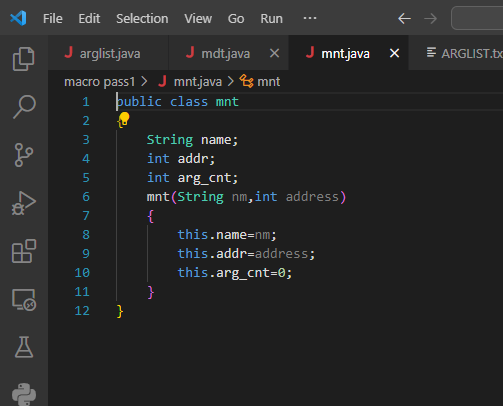 File Edit Selection View Go Run ···
arglist.java mdt.java mnt.java ARGLIST.tx
macro pass1 > mnt.java > mnt
1 public class mnt
2 {
3 String name;
4 int addr;
5 int arg_cnt;
6 mnt(String nm,int address)
7 {
8 this.name=nm;
9 this.addr=address;
10 this.arg_cnt=0;
11 }
12 }